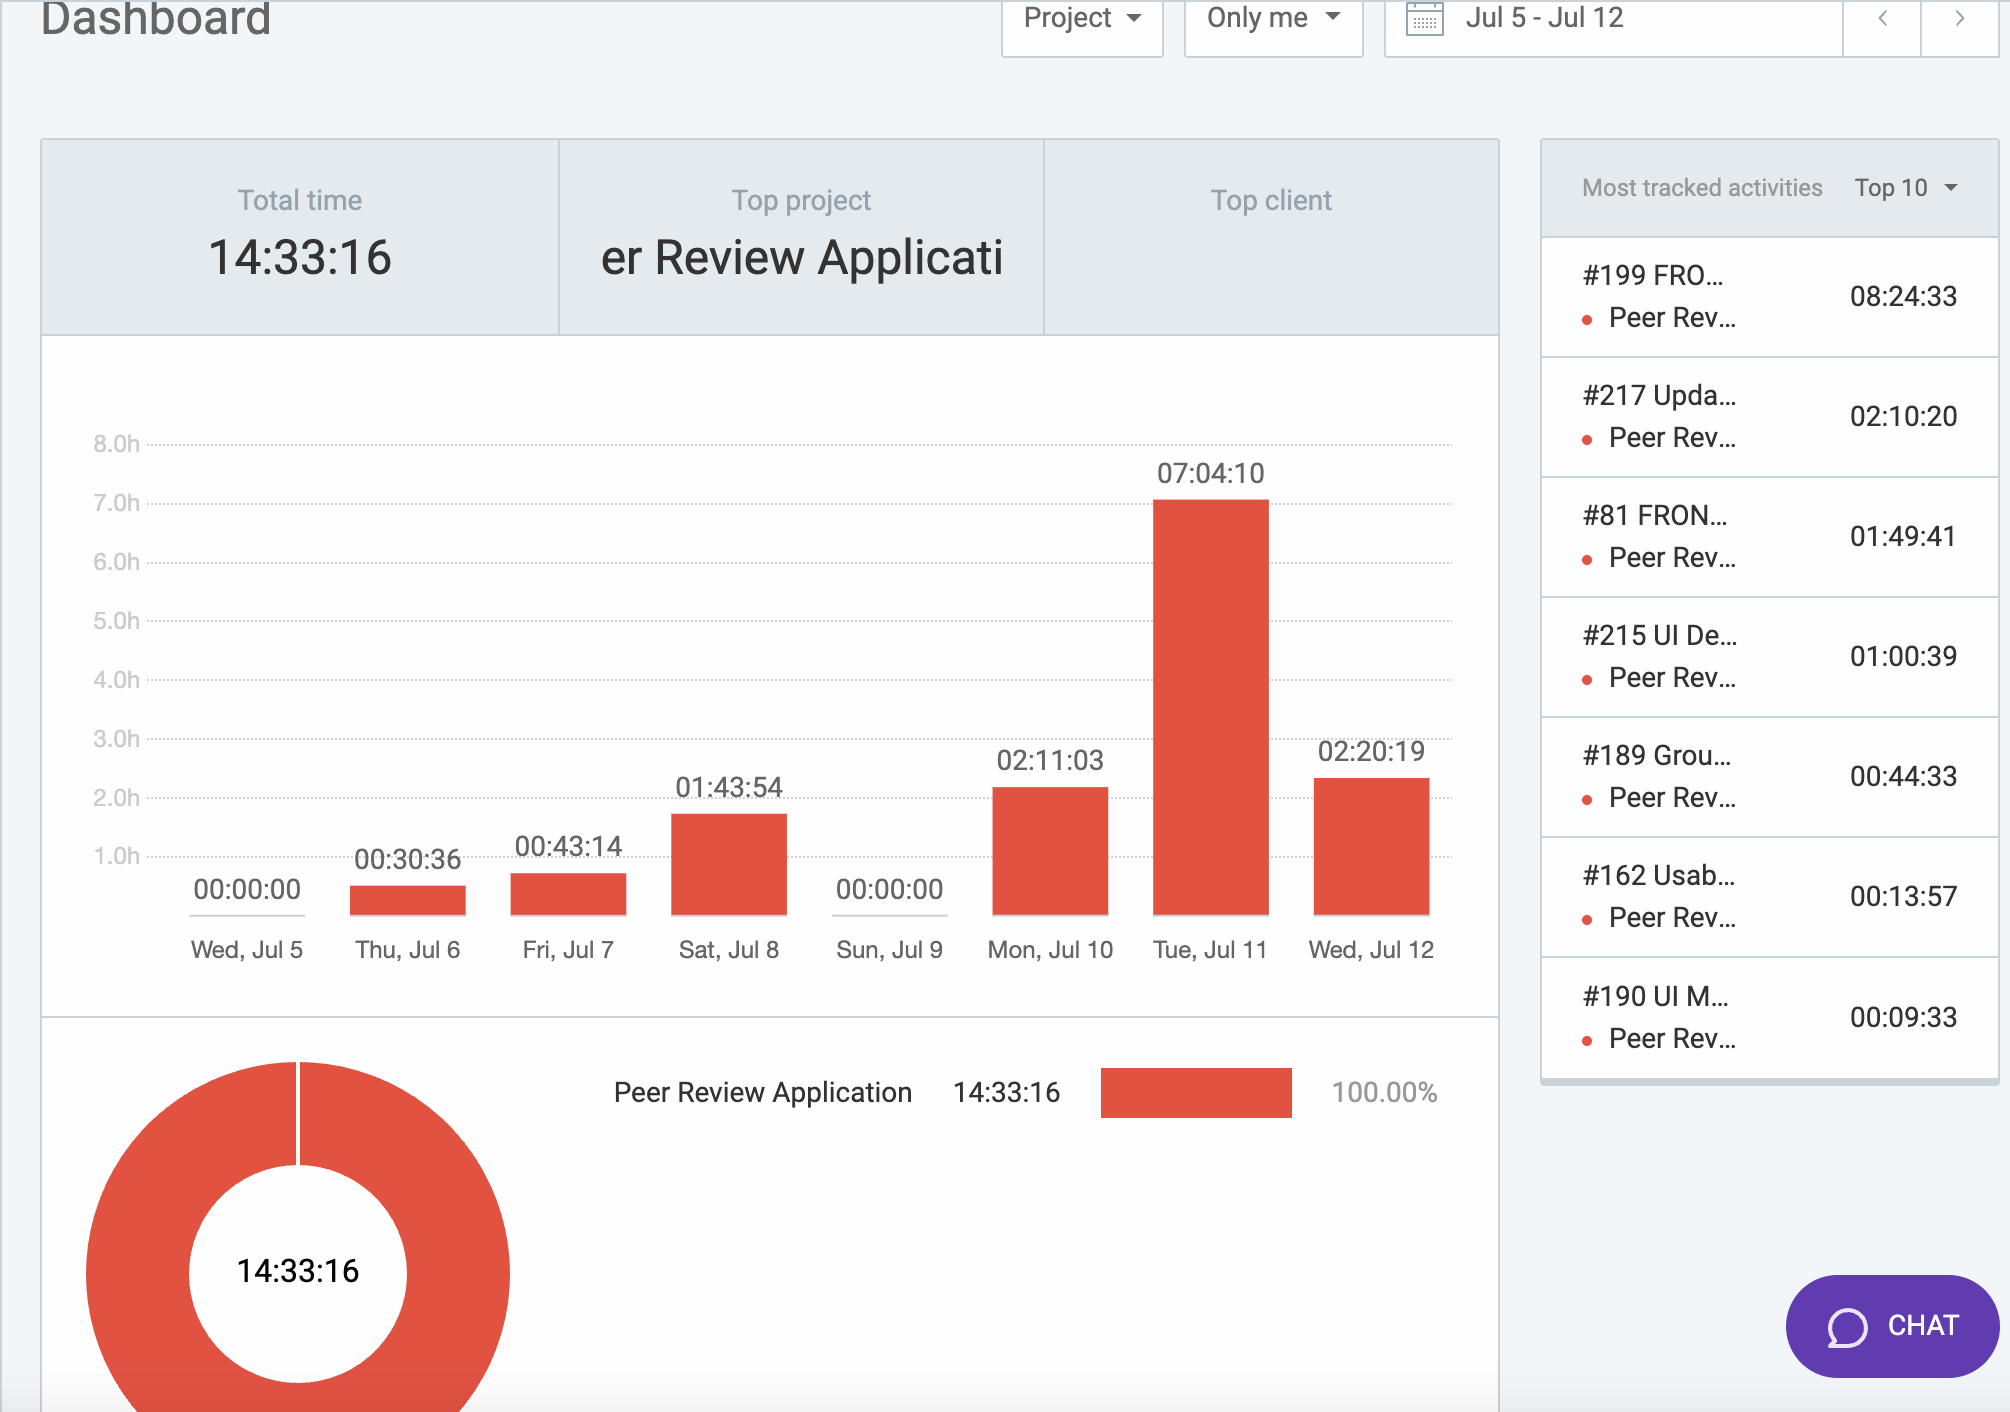 Dashboard
Project
Only me
Jul 5 - Jul 12
Total time
14:33:16
Top project
er Review Applicati
Top client
Most tracked activities
Top 10
#199 FRO...
Peer Rev...
08:24:33
#217 Upda...
Peer Rev...
02:10:20
#81 FRON...
Peer Rev...
01:49:41
#215 UI De...
Peer Rev...
01:00:39
#189 Grou...
Peer Rev...
00:44:33
#162 Usab...
Peer Rev...
00:13:57
#190 UI M...
Peer Rev...
00:09:33
8.0h
7.0h
6.0h
5.0h
4.0h
3.0h
2.0h
1.0h
00:00:00
00:30:36
00:43:14
01:43:54
00:00:00
02:11:03
07:04:10
02:20:19
Wed, Jul 5
Thu, Jul 6
Fri, Jul 7
Sat, Jul 8
Sun, Jul 9
Mon, Jul 10
Tue, Jul 11
Wed, Jul 12
Peer Review Application
14:33:16
100.00%
14:33:16
CHAT